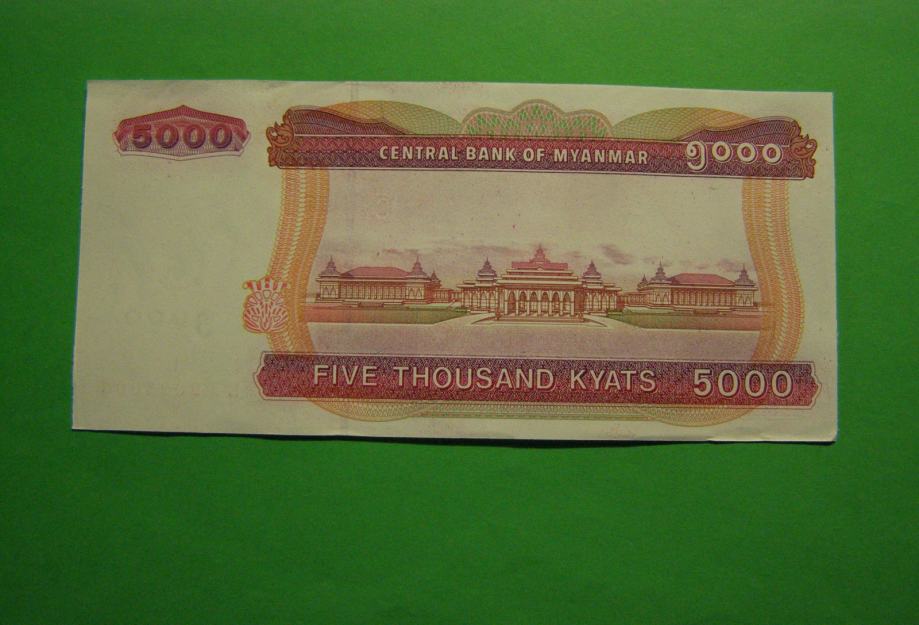 5000
CENTRAL BANK OF MYANMAR ၅၀၀၀
FIVE THOUSAND KYATS 5000